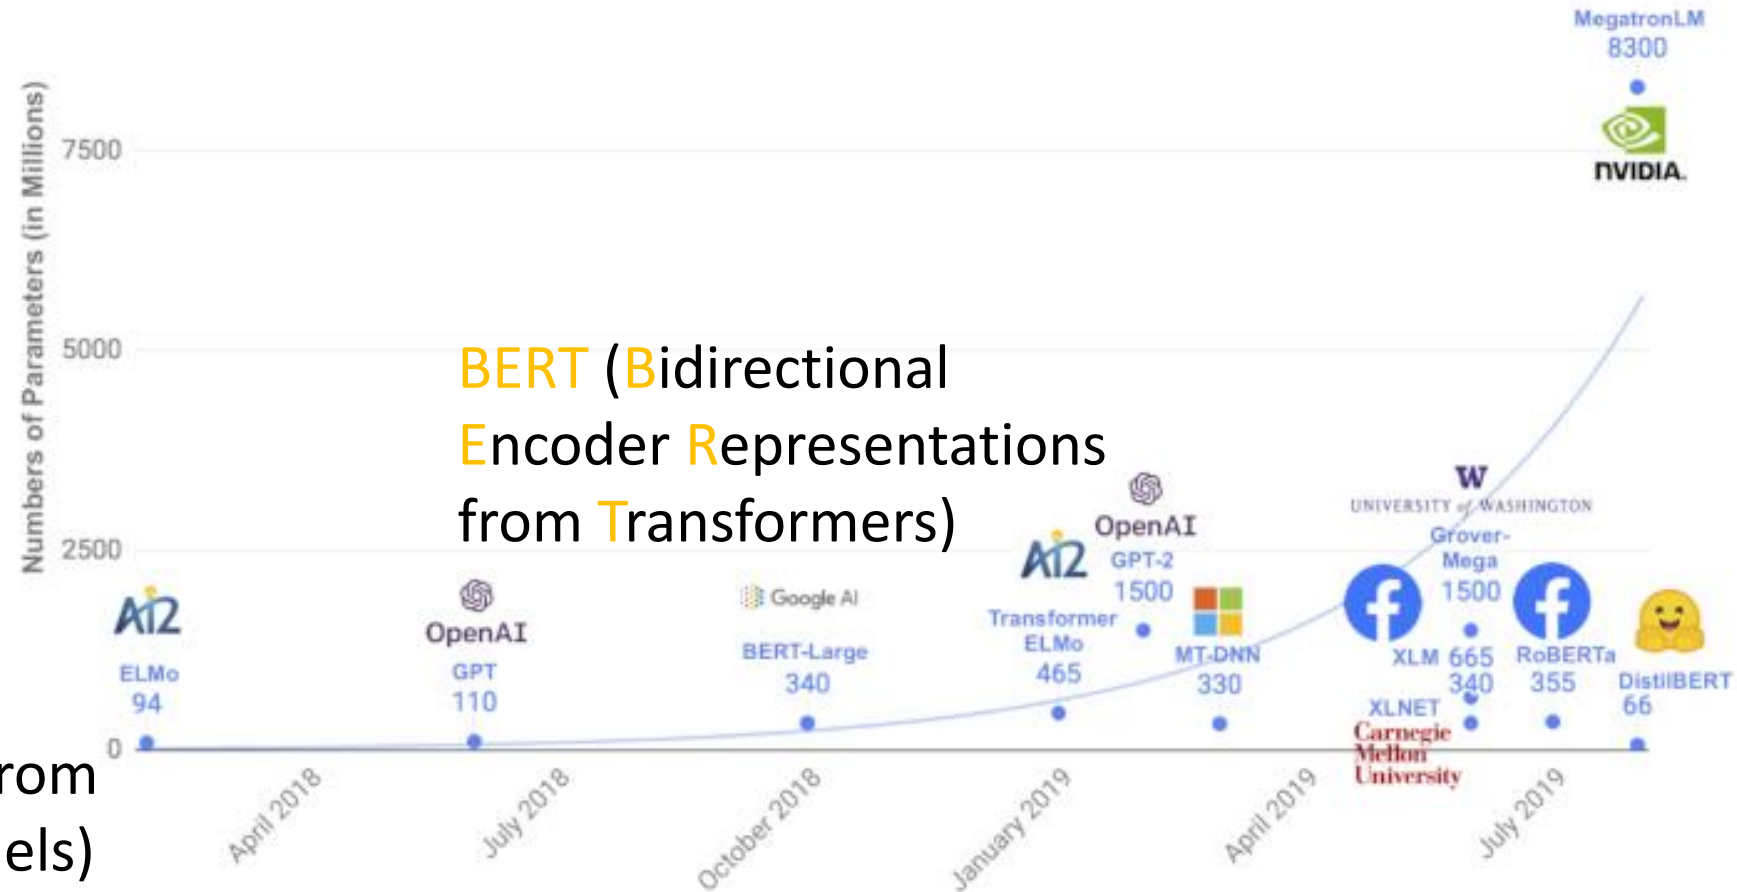 MegatronLM
8300
NVIDIA.
Numbers of Parameters (in Millions)
7500
5000
2500
0
BERT (Bidirectional
Encoder Representations
from Transformers)
AI2
ELMo
94
OpenAI
GPT
110
Google AI
BERT-Large
340
AI2
Transformer
ELMo
465
OpenAI
GPT-2
1500
MT-DNN
330
W
UNIVERSITY of WASHINGTON
Grover-
Mega
1500
XLM 665
340
XLNET
Carnegie
Mellon
University
RoBERTa
355
DistilBERT
66
rom
els)
April 2018
July 2018
October 2018
January 2019
April 2019
July 2019